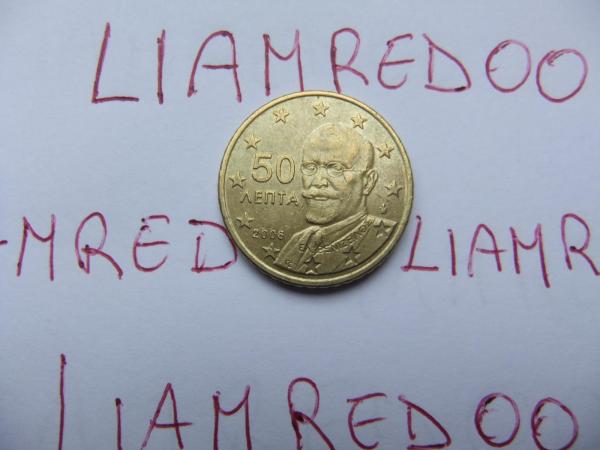 LIAMREDOO
50
ΛΕΠΤΑ
2006
MRED LIAMR
LIAMREDOO